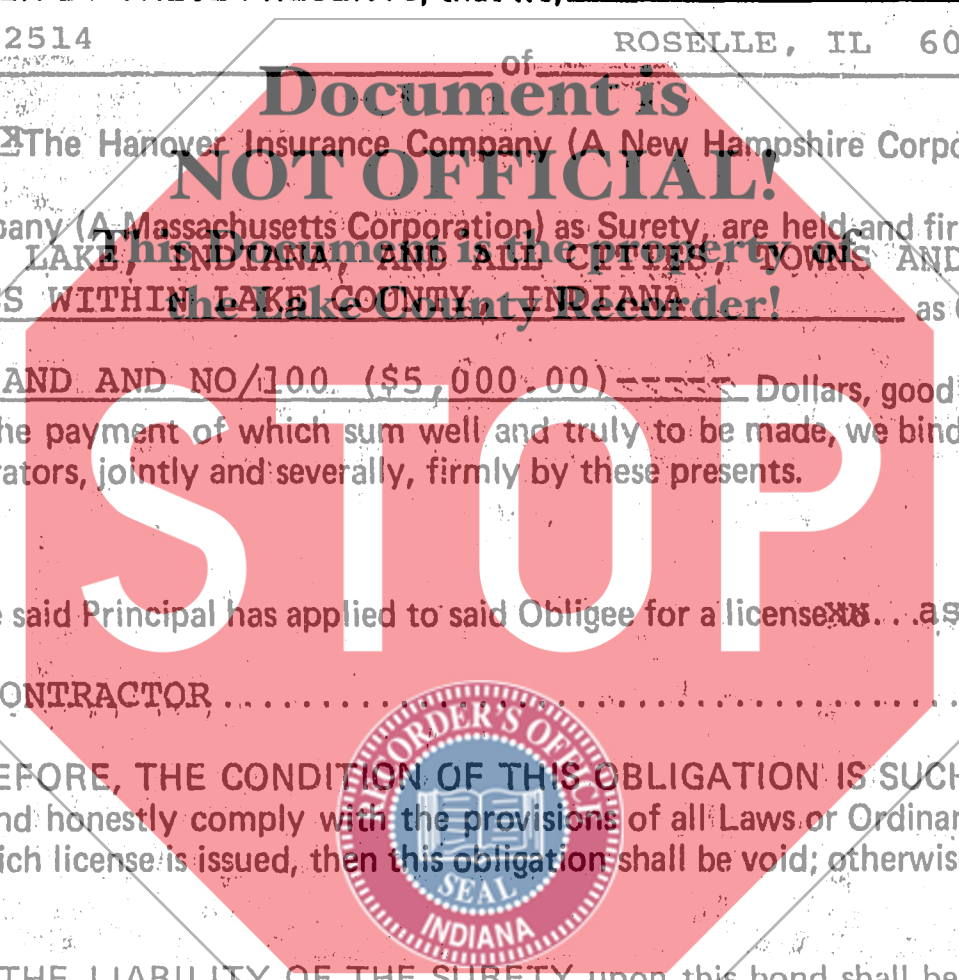 2514 of ROSELLE, IL 60
Document is
The Hanover Insurance Company (A New Hampshire Corpo
NOT OFFICIAL!
pany (A Massachusetts Corporation) as Surety, are held and fir
This Document is the property of
LAKE, INDIANA, AND ALL CITIES, TOWNS AND
S WITHIN LAKE COUNTY, INDIANA as
the Lake County Recorder!
AND AND NO/100 ($5,000.00)----- Dollars, good
he payment of which sum well and truly to be made, we bind
ators, jointly and severally, firmly by these presents.
STOP
e said Principal has applied to said Obligee for a license ... as
ONTRACTOR
RECORDER'S OFFICE
EFORE, THE CONDITION OF THIS OBLIGATION IS SUCH
nd honestly comply with the provisions of all Laws or Ordinan
ich license is issued, then this obligation shall be void; otherwis
SEAL
INDIANA
THE LIABILITY OF THE SURETY upon this bond shall be